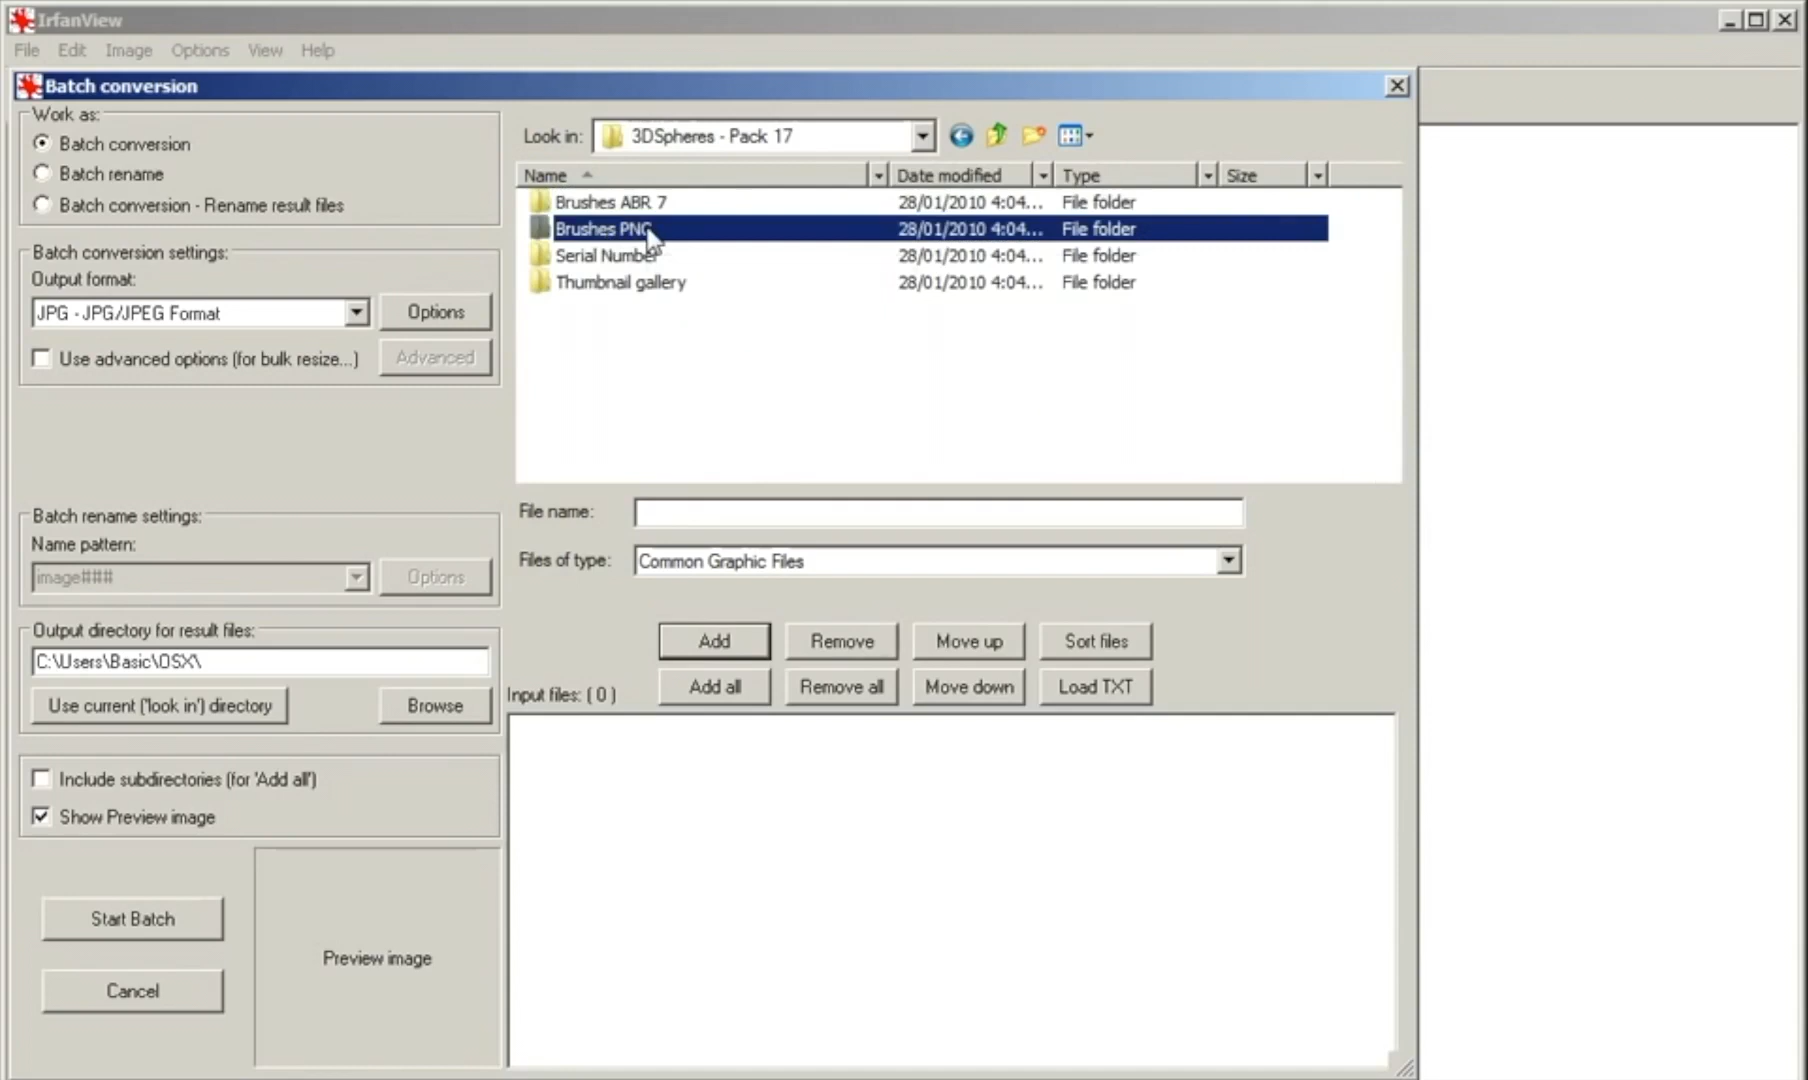 IrfanView
File Edit Image Options View Help
Batch conversion
Work as:
Batch conversion
Batch rename
Batch conversion - Rename result files
Batch conversion settings:
Output format:
JPG - JPG/JPEG Format
Options
Use advanced options (for bulk resize...)
Advanced
Batch rename settings:
Name pattern:
image###
Options
Output directory for result files:
C:\Users\Basic\OSX\
Use current ('look in') directory
Browse
Include subdirectories (for 'Add all')
Show Preview image
Start Batch
Cancel
Preview image
Look in: 3DSpheres - Pack 17
Name Date modified Type Size
Brushes ABR 7 28/01/2010 4:04... File folder
Brushes PNG 28/01/2010 4:04... File folder
Serial Number 28/01/2010 4:04... File folder
Thumbnail gallery 28/01/2010 4:04... File folder
File name:
Files of type: Common Graphic Files
Add Remove Move up Sort files
Add all Remove all Move down Load TXT
Input files: ( 0 )